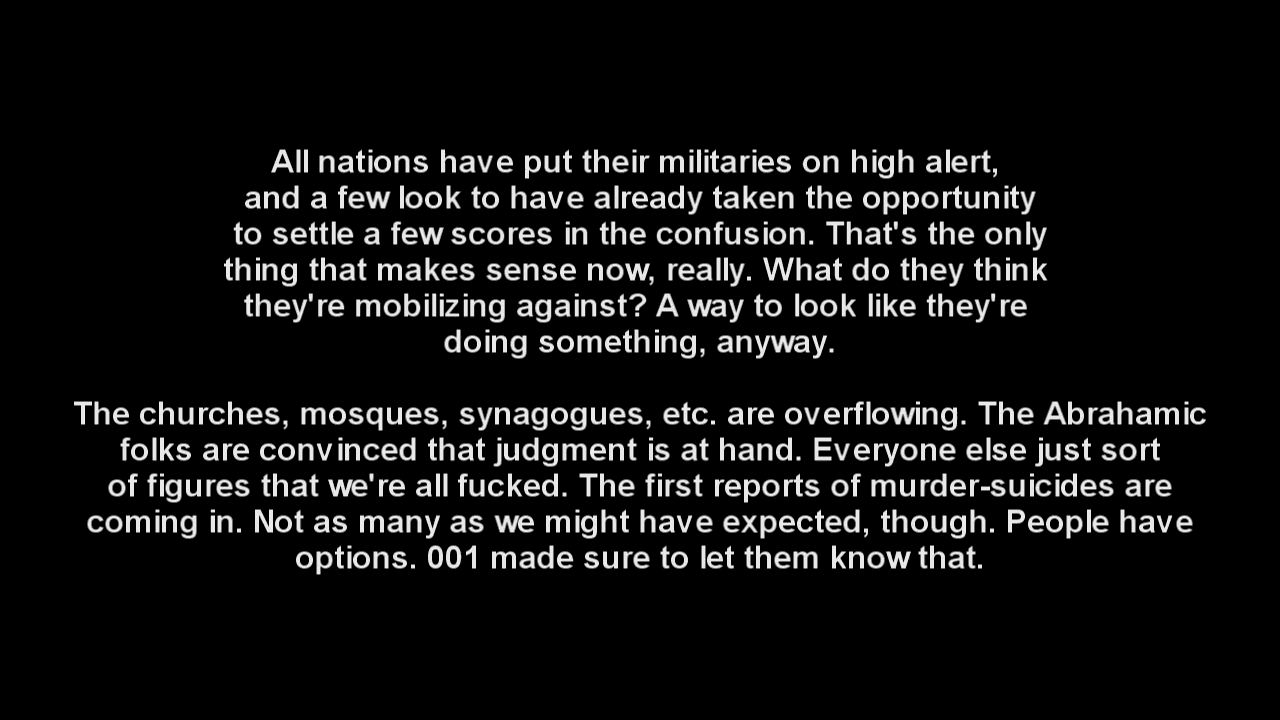 All nations have put their militaries on high alert,
and a few look to have already taken the opportunity
to settle a few scores in the confusion. That's the only
thing that makes sense now, really. What do they think
they're mobilizing against? A way to look like they're
doing something, anyway.
The churches, mosques, synagogues, etc. are overflowing. The Abrahamic
folks are convinced that judgment is at hand. Everyone else just sort
of figures that we're all fucked. The first reports of murder-suicides are
coming in. Not as many as we might have expected, though. People have
options. 001 made sure to let them know that.